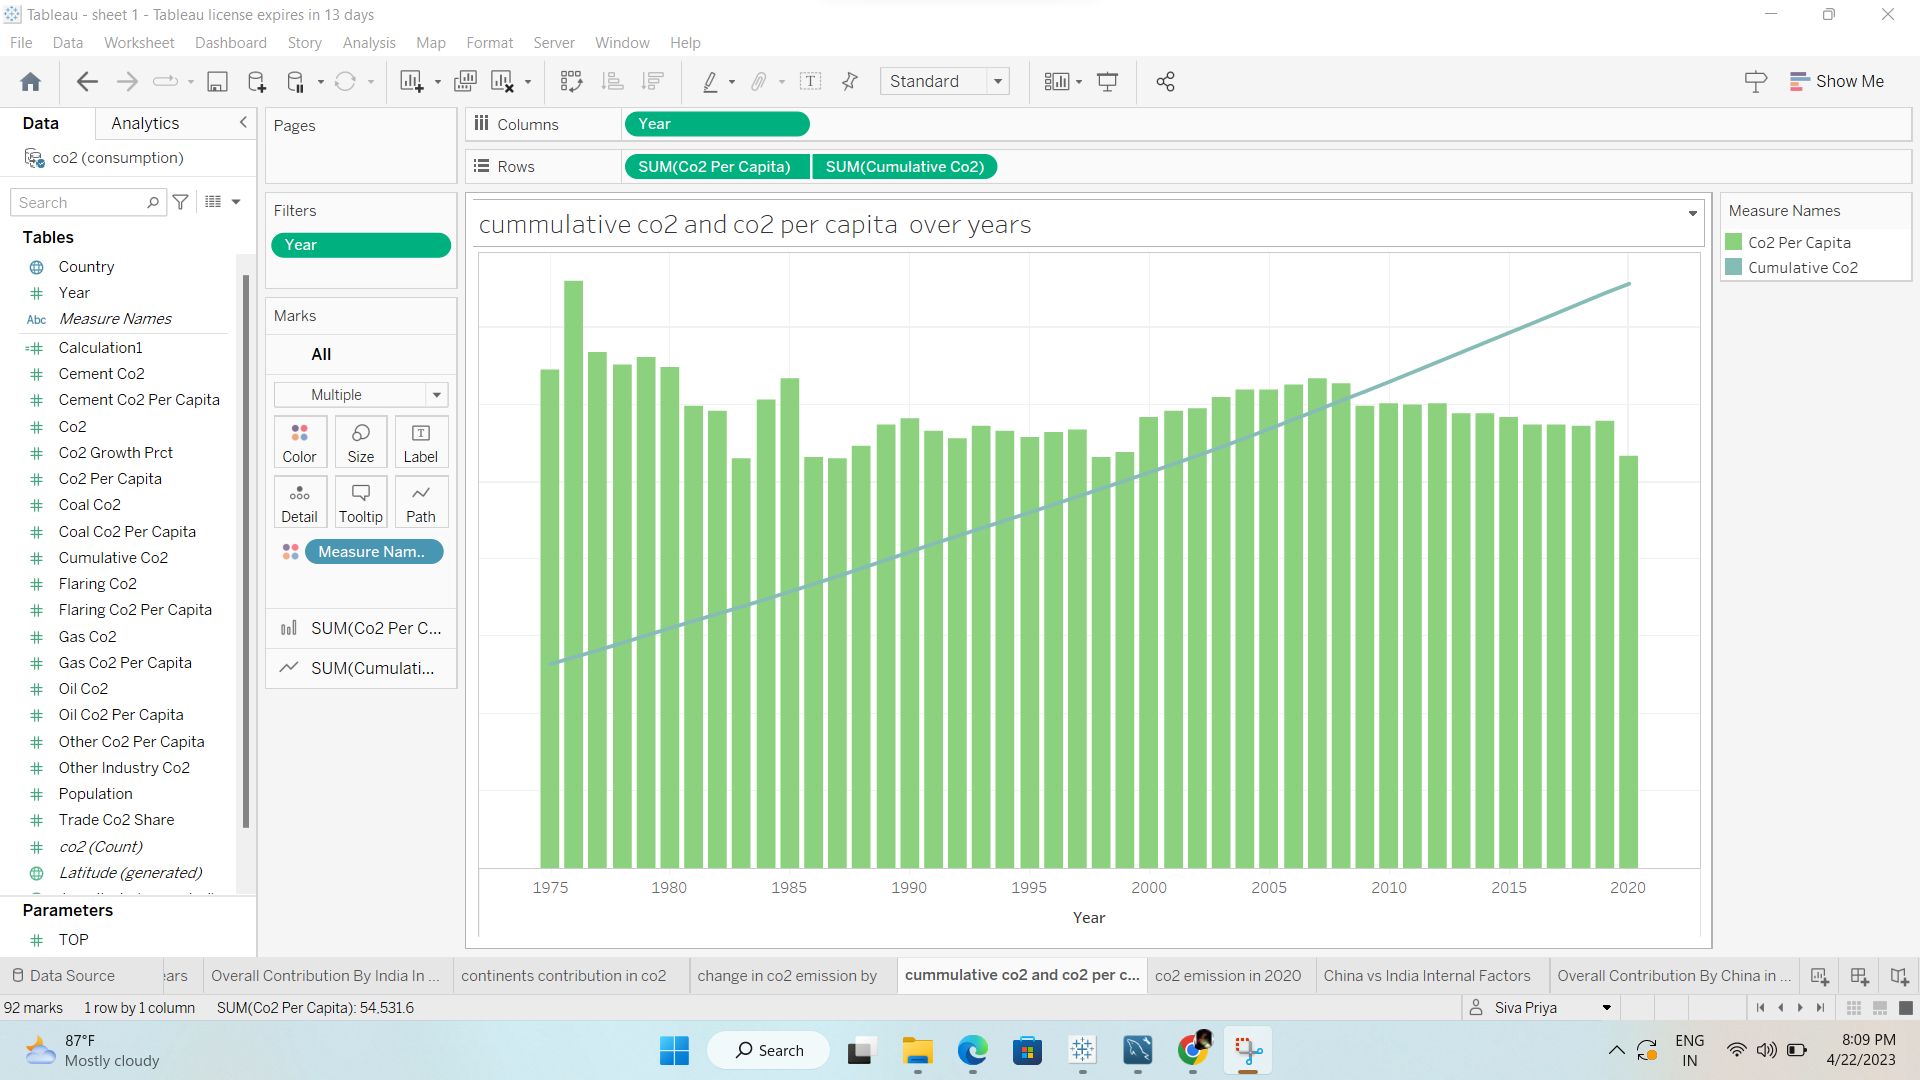 Tableau - sheet 1 - Tableau license expires in 13 days
File Data Worksheet Dashboard Story Analysis Map Format Server Window Help
Standard
Show Me
Data Analytics
co2 (consumption)
Search
Tables
Country
Year
Abc Measure Names
Calculation1
Cement Co2
Cement Co2 Per Capita
Co2
Co2 Growth Prct
Co2 Per Capita
Coal Co2
Coal Co2 Per Capita
Cumulative Co2
Flaring Co2
Flaring Co2 Per Capita
Gas Co2
Gas Co2 Per Capita
Oil Co2
Oil Co2 Per Capita
Other Co2 Per Capita
Other Industry Co2
Population
Trade Co2 Share
co2 (Count)
Latitude (generated)
Parameters
TOP
Pages
Filters
Year
Marks
All
Multiple
Color Size Label
Detail Tooltip Path
Measure Nam..
SUM(Co2 Per C...
SUM(Cumulati...
Columns Year
Rows SUM(Co2 Per Capita) SUM(Cumulative Co2)
cummulative co2 and co2 per capita over years
1975 1980 1985 1990 1995 2000 2005 2010 2015 2020
Year
Measure Names
Co2 Per Capita
Cumulative Co2
Data Source ears Overall Contribution By India In ... continents contribution in co2 change in co2 emission by cummulative co2 and co2 per c... co2 emission in 2020 China vs India Internal Factors Overall Contribution By China in ...
92 marks 1 row by 1 column SUM(Co2 Per Capita): 54,531.6
Siva Priya
87°F
Mostly cloudy
Search
ENG
IN
8:09 PM
4/22/2023